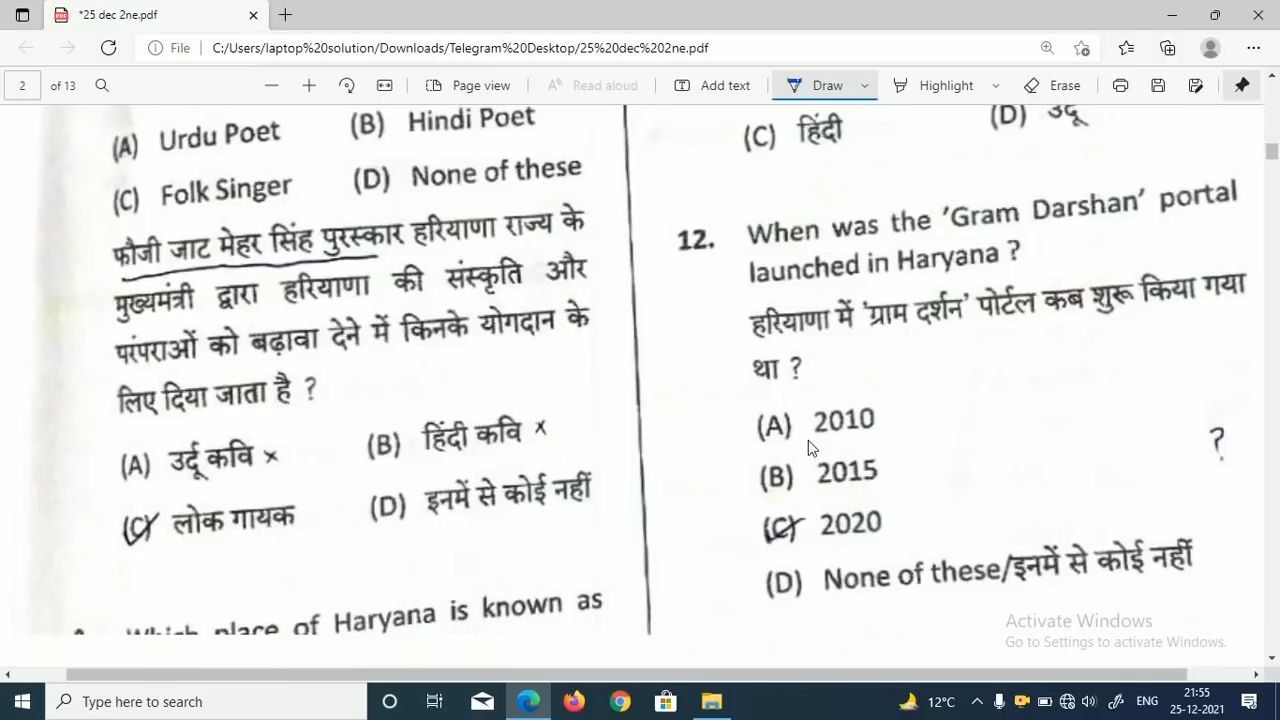 *25 dec 2ne.pdf
File C:/Users/laptop%20solution/Downloads/Telegram%20Desktop/25%20dec%202ne.pdf
2 of 13 Page view Read aloud Add text Draw Highlight Erase
(A) Urdu Poet (B) Hindi Poet
(C) Folk Singer (D) None of these
फौजी जाट मेहर सिंह पुरस्कार हरियाणा राज्य के
मुख्यमंत्री द्वारा हरियाणा की संस्कृति और
परंपराओं को बढ़ावा देने में किनके योगदान के
लिए दिया जाता है ?
(A) उर्दू कवि × (B) हिंदी कवि ×
(C) लोक गायक (D) इनमें से कोई नहीं
Which place of Haryana is known as
(C) हिंदी (D) उर्दू
12. When was the 'Gram Darshan' portal
launched in Haryana ?
हरियाणा में 'ग्राम दर्शन' पोर्टल कब शुरू किया गया
था ?
(A) 2010
?
(B) 2015
(C) 2020
(D) None of these/इनमें से कोई नहीं
Activate Windows
Go to Settings to activate Windows.
Type here to search 12°C ENG 21:55
25-12-2021